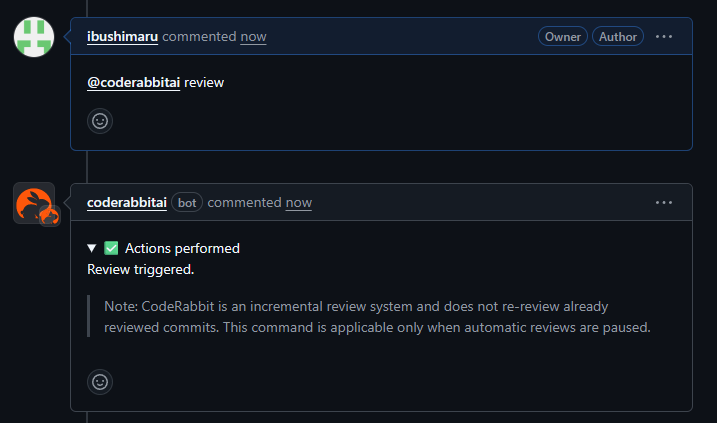 ibushimaru commented now
Owner Author ...
@coderabbitai review
coderabbitai bot commented now
...
▼ ✅ Actions performed
Review triggered.
Note: CodeRabbit is an incremental review system and does not re-review already
reviewed commits. This command is applicable only when automatic reviews are paused.